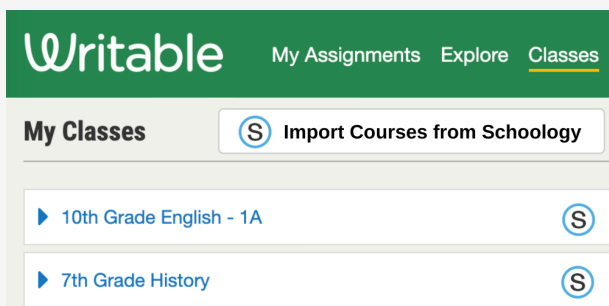 Writable My Assignments Explore Classes
My Classes S Import Courses from Schoology
10th Grade English - 1A S
7th Grade History S